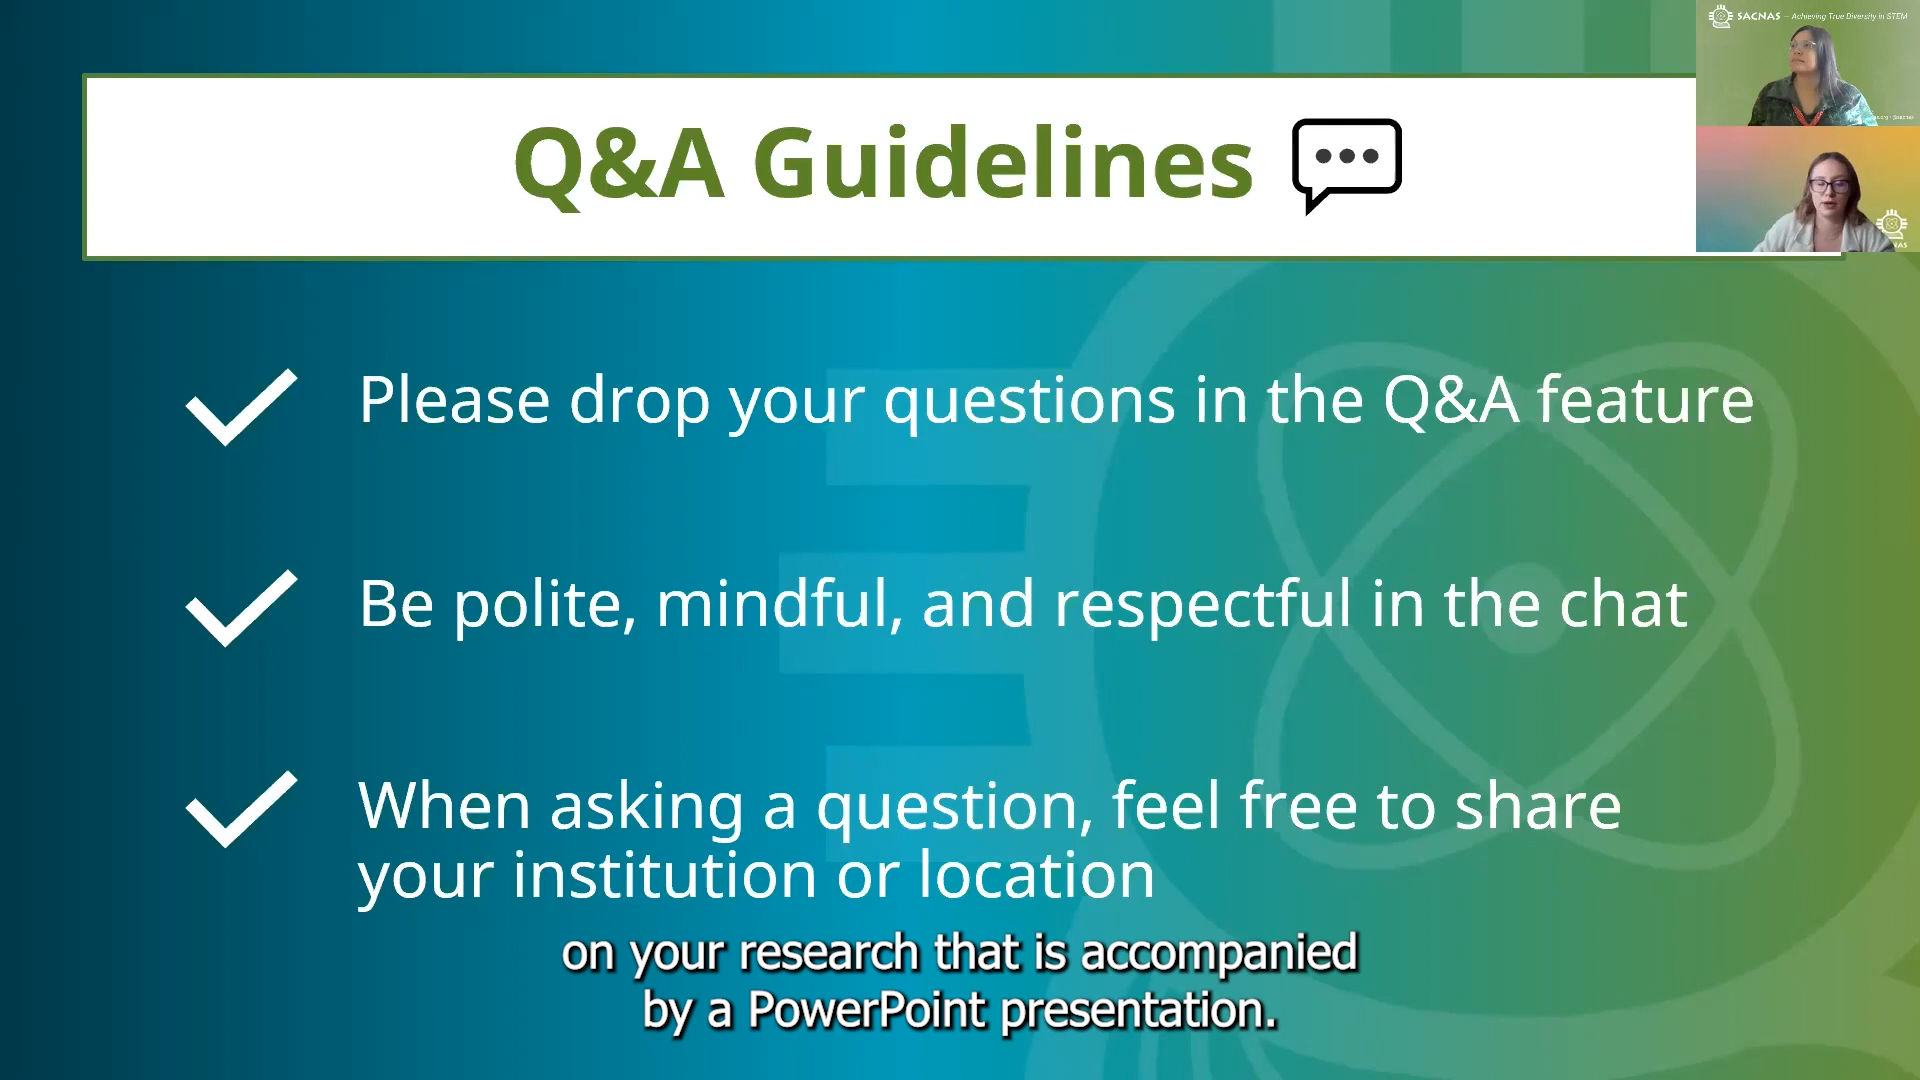 SACNAS – Achieving True Diversity in STEM
Q&A Guidelines
Please drop your questions in the Q&A feature
Be polite, mindful, and respectful in the chat
When asking a question, feel free to share
your institution or location
on your research that is accompanied
by a PowerPoint presentation.